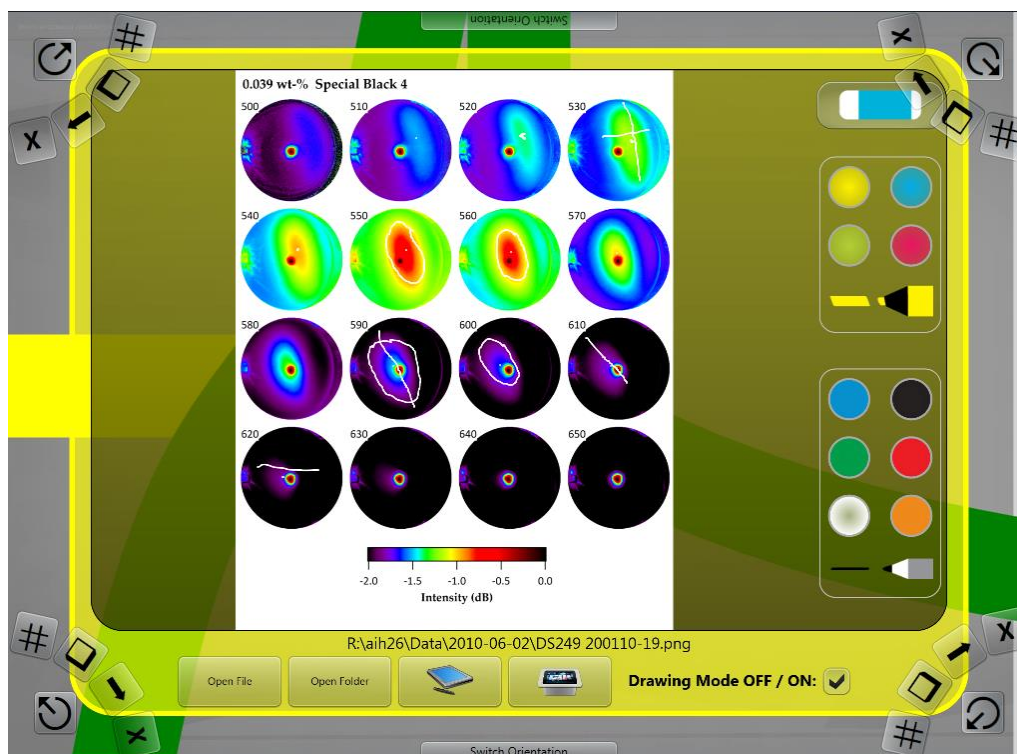 Switch Orientation
0.039 wt-% Special Black 4
500 510 520 530
540 550 560 570
580 590 600 610
620 630 640 650
-2.0 -1.5 -1.0 -0.5 0.0
Intensity (dB)
R:\aih26\Data\2010-06-02\DS249 200110-19.png
Open File Open Folder Drawing Mode OFF / ON:
Switch Orientation